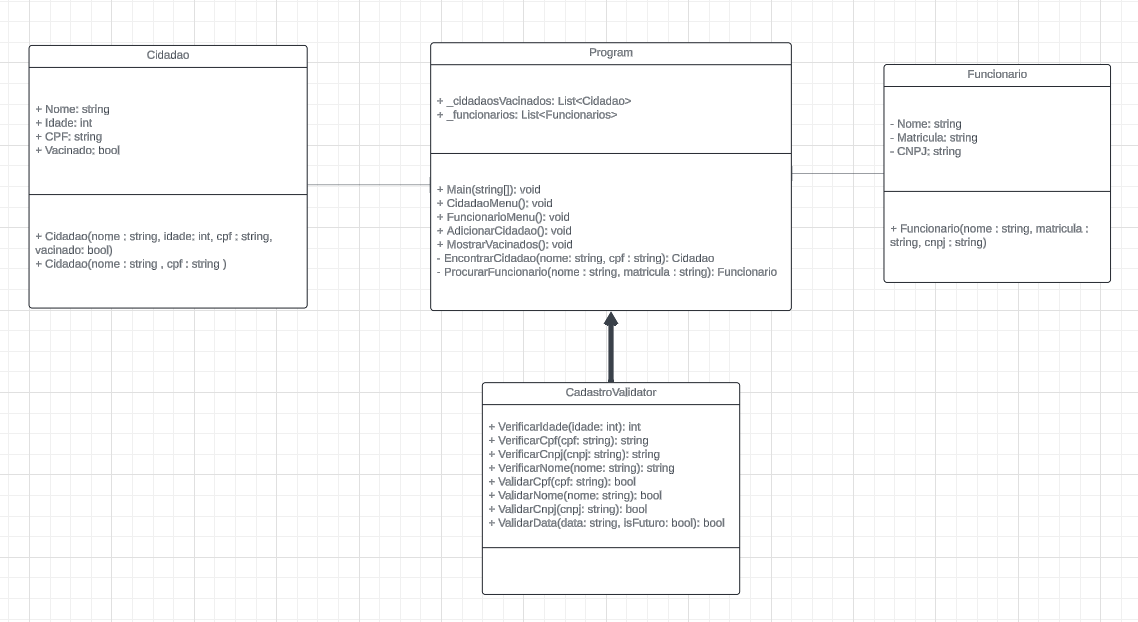 Cidadao
+ Nome: string
+ Idade: int
+ CPF: string
+ Vacinado: bool
+ Cidadao(nome : string, idade: int, cpf : string,
vacinado: bool)
+ Cidadao(nome : string , cpf : string )
Program
+ _cidadaosVacinados: List<Cidadao>
+ _funcionarios: List<Funcionarios>
+ Main(string[]): void
+ CidadaoMenu(): void
+ FuncionarioMenu(): void
+ AdicionarCidadao(): void
+ MostrarVacinados(): void
- EncontrarCidadao(nome: string, cpf : string): Cidadao
- ProcurarFuncionario(nome : string, matricula : string): Funcionario
Funcionario
- Nome: string
- Matricula: string
- CNPJ: string
+ Funcionario(nome : string, matricula :
string, cnpj : string)
CadastroValidator
+ VerificarIdade(idade: int): int
+ VerificarCpf(cpf: string): string
+ VerificarCnpj(cnpj: string): string
+ VerificarNome(nome: string): string
+ ValidarCpf(cpf: string): bool
+ ValidarNome(nome: string): bool
+ ValidarCnpj(cnpj: string): bool
+ ValidarData(data: string, isFuturo: bool): bool